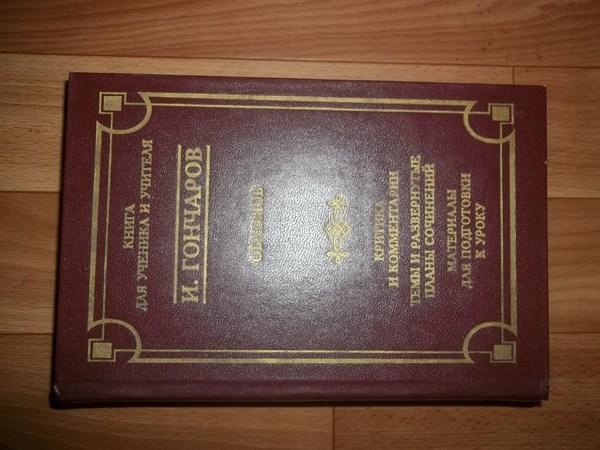 КНИГА
ДЛЯ УЧЕНИКА И УЧИТЕЛЯ
И. ГОНЧАРОВ
ОБЛОМОВ
КРИТИКА
И КОММЕНТАРИИ
ТЕМЫ И РАЗВЕРНУТЫЕ
ПЛАНЫ СОЧИНЕНИЙ
МАТЕРИАЛЫ
ДЛЯ ПОДГОТОВКИ
К УРОКУ